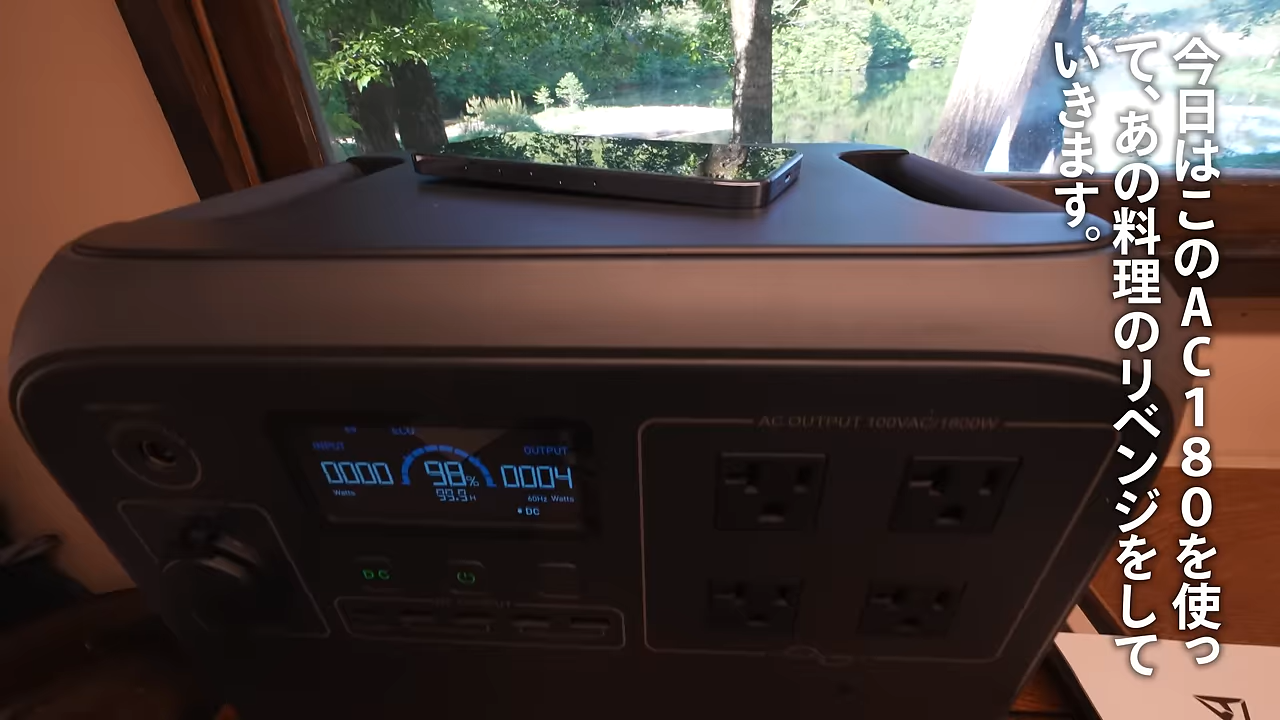 今日はこのAC180を使っ
て、あの料理のリベンジをして
いきます。
AC OUTPUT 100VAC/1800W
ECO
INPUT
OUTPUT
0000
98%
0004
Watts
99.9H
60Hz Watts
DC
DC